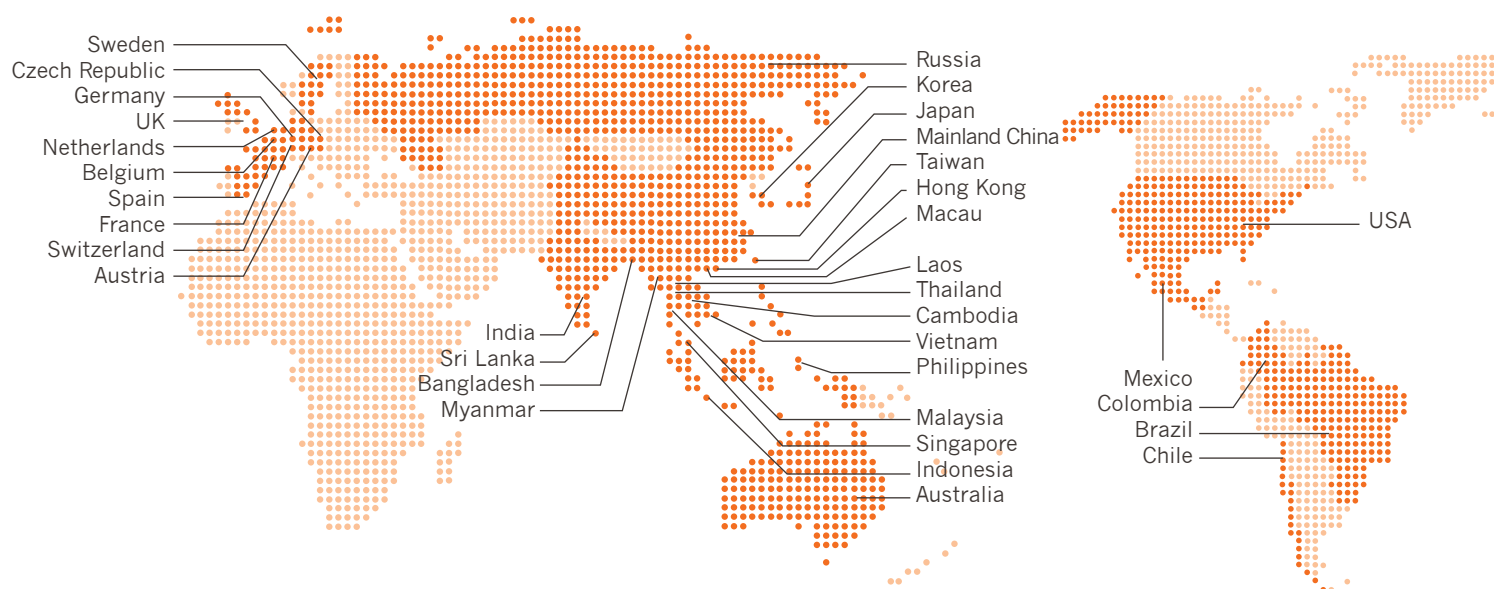 Sweden
Czech Republic
Germany
UK
Netherlands
Belgium
Spain
France
Switzerland
Austria
India
Sri Lanka
Bangladesh
Myanmar
Russia
Korea
Japan
Mainland China
Taiwan
Hong Kong
Macau
Laos
Thailand
Cambodia
Vietnam
Philippines
Malaysia
Singapore
Indonesia
Australia
USA
Mexico
Colombia
Brazil
Chile